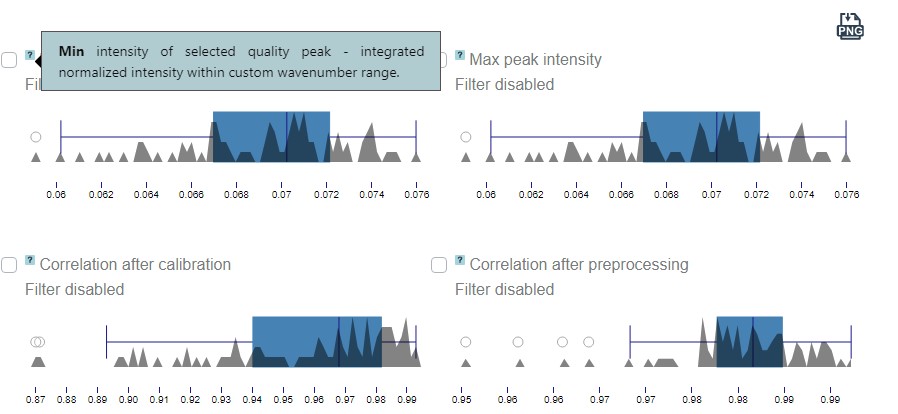 PNG
Min intensity of selected quality peak - integrated
normalized intensity within custom wavenumber range.
?
Fil
? Max peak intensity
Filter disabled
0.06 0.062 0.064 0.066 0.068 0.07 0.072 0.074 0.076
0.06 0.062 0.064 0.066 0.068 0.07 0.072 0.074 0.076
? Correlation after calibration
Filter disabled
? Correlation after preprocessing
Filter disabled
0.87 0.88 0.89 0.90 0.91 0.92 0.93 0.94 0.95 0.96 0.97 0.98 0.99
0.95 0.96 0.96 0.97 0.97 0.98 0.98 0.99 0.99